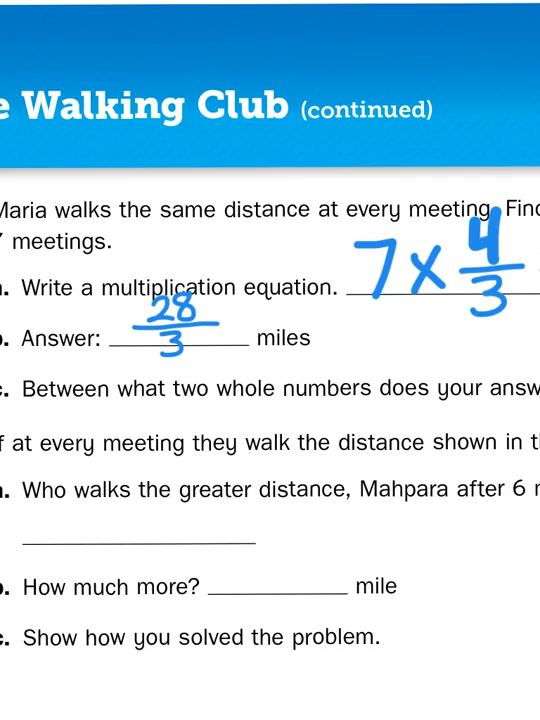 e Walking Club (continued)
Maria walks the same distance at every meeting. Find
7 meetings.
a. Write a multiplication equation. 7 x 4/3
b. Answer: 28/3 miles
c. Between what two whole numbers does your answ
f at every meeting they walk the distance shown in t
a. Who walks the greater distance, Mahpara after 6 m
b. How much more? ____ mile
c. Show how you solved the problem.